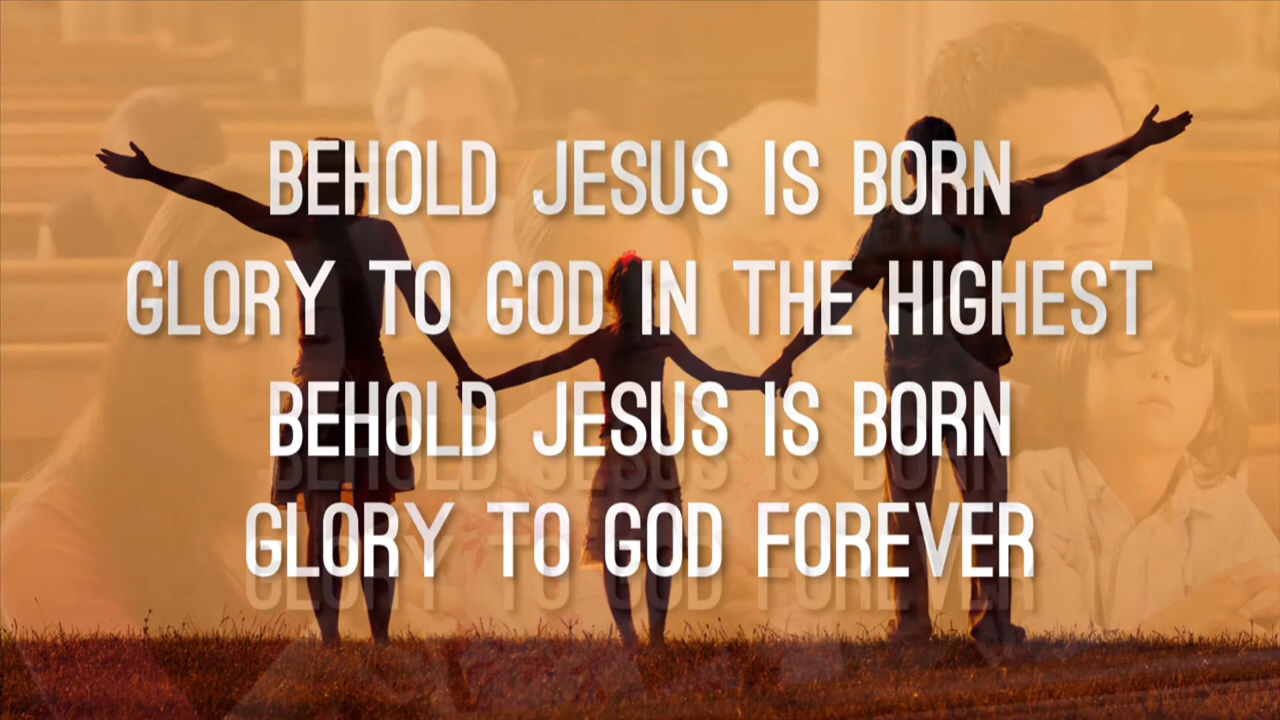 BEHOLD JESUS IS BORN
GLORY TO GOD IN THE HIGHEST
BEHOLD JESUS IS BORN
GLORY TO GOD FOREVER